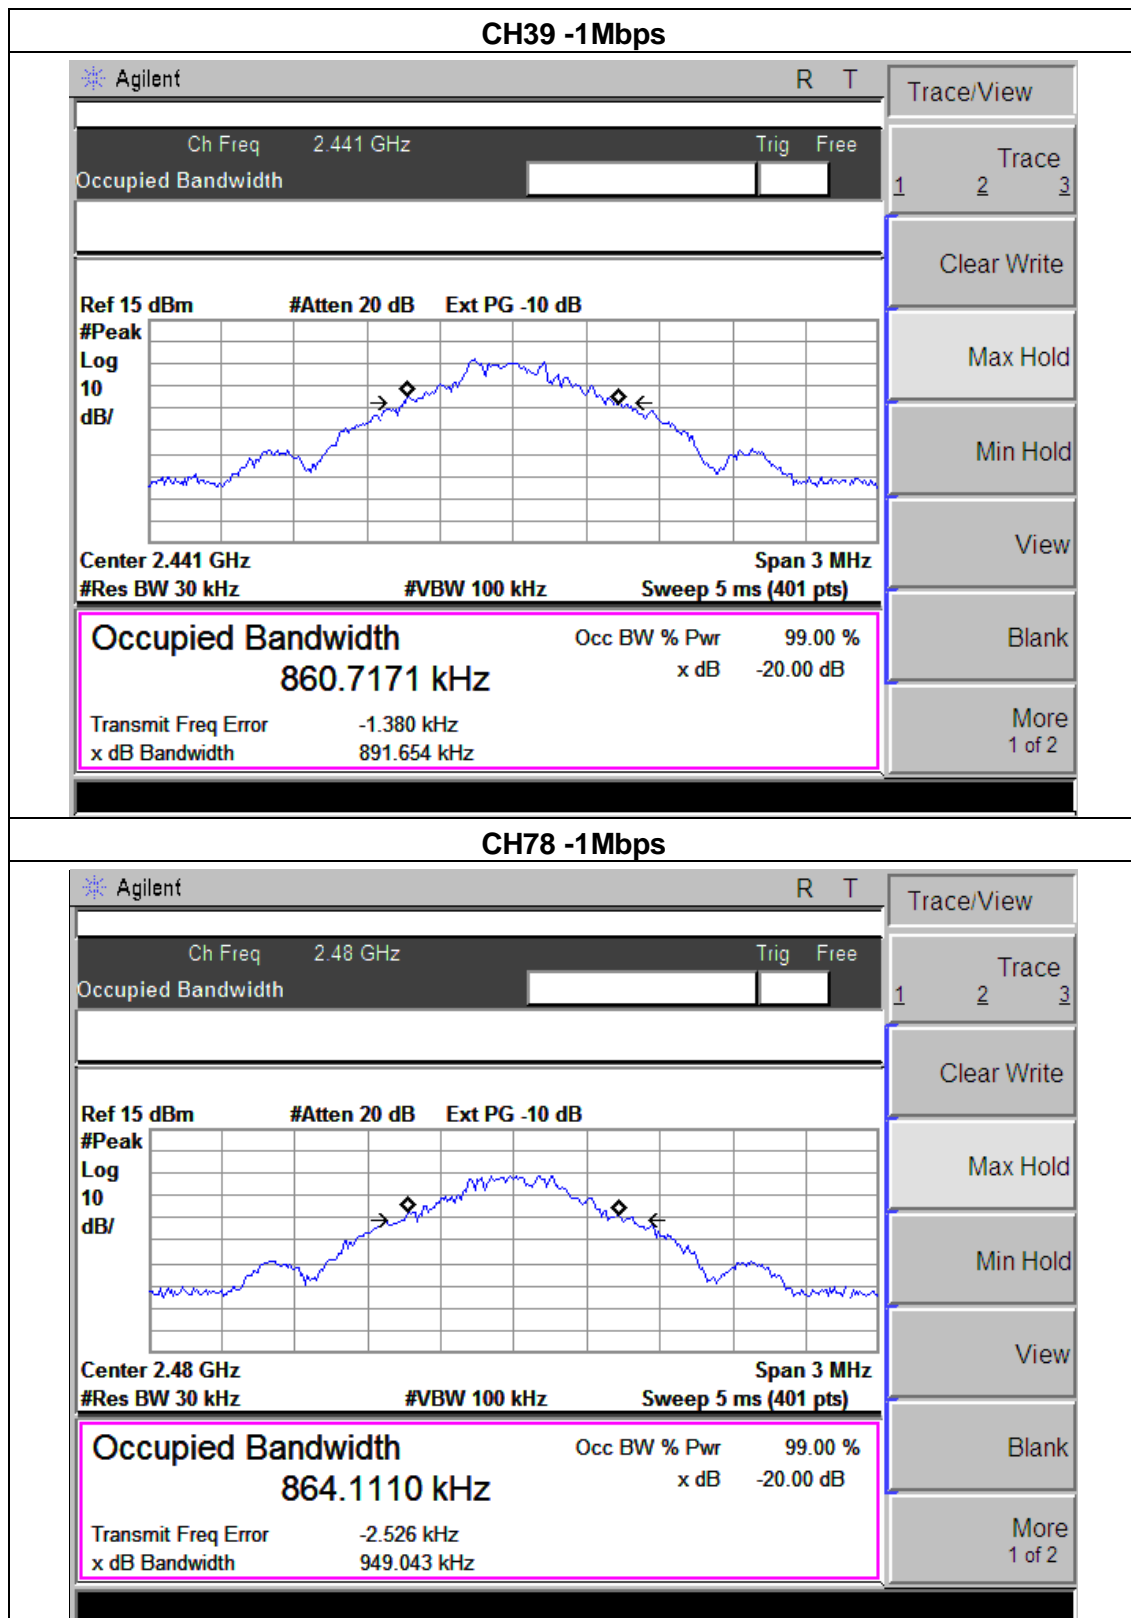 CH39 -1Mbps
Agilent R T
Trace/View
Ch Freq 2.441 GHz Trig Free
Occupied Bandwidth
Trace
1 2 3
Clear Write
Max Hold
Min Hold
View
Blank
More
1 of 2
Ref 15 dBm #Atten 20 dB Ext PG -10 dB
#Peak
Log
10
dB/
Center 2.441 GHz Span 3 MHz
#Res BW 30 kHz #VBW 100 kHz Sweep 5 ms (401 pts)
Occupied Bandwidth Occ BW % Pwr 99.00 %
860.7171 kHz x dB -20.00 dB
Transmit Freq Error -1.380 kHz
x dB Bandwidth 891.654 kHz
CH78 -1Mbps
Agilent R T
Trace/View
Ch Freq 2.48 GHz Trig Free
Occupied Bandwidth
Trace
1 2 3
Clear Write
Max Hold
Min Hold
View
Blank
More
1 of 2
Ref 15 dBm #Atten 20 dB Ext PG -10 dB
#Peak
Log
10
dB/
Center 2.48 GHz Span 3 MHz
#Res BW 30 kHz #VBW 100 kHz Sweep 5 ms (401 pts)
Occupied Bandwidth Occ BW % Pwr 99.00 %
864.1110 kHz x dB -20.00 dB
Transmit Freq Error -2.526 kHz
x dB Bandwidth 949.043 kHz